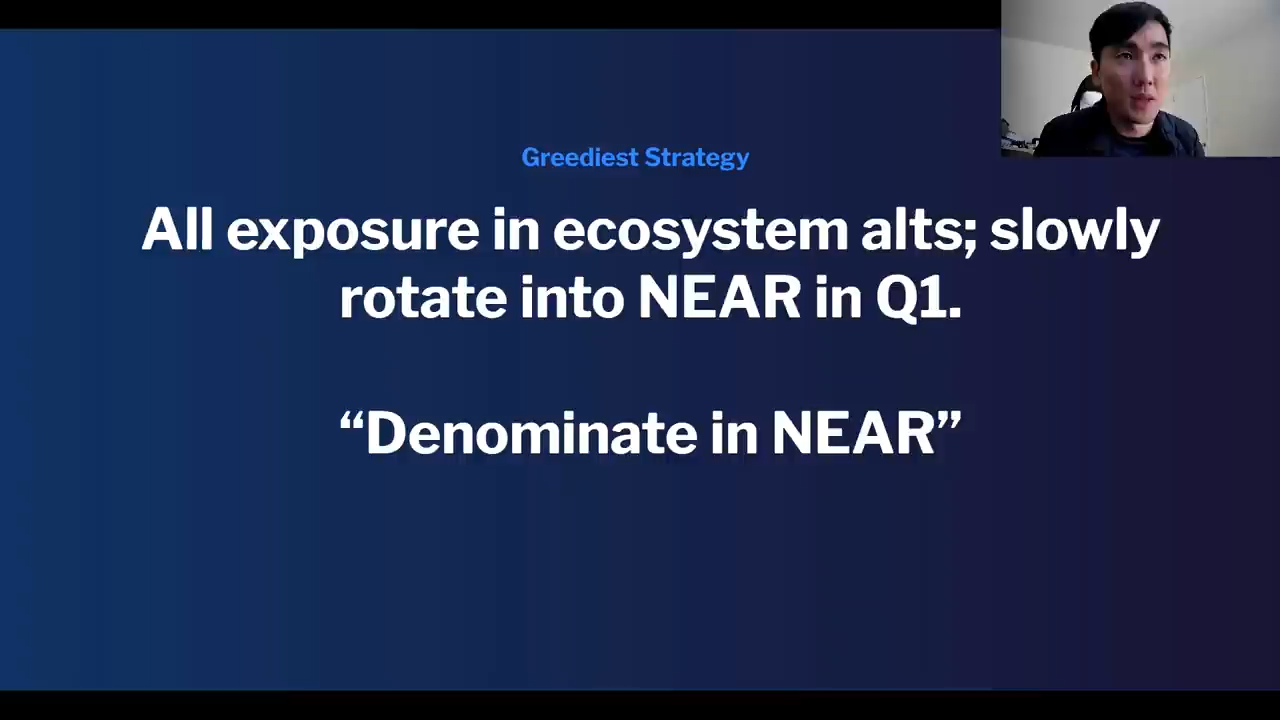 Greediest Strategy
All exposure in ecosystem alts; slowly
rotate into NEAR in Q1.
“Denominate in NEAR”